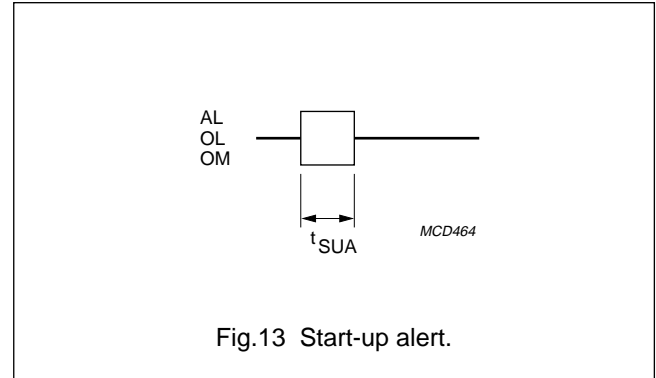 AL
OL
OM
tSUA
MCD464
Fig.13 Start-up alert.